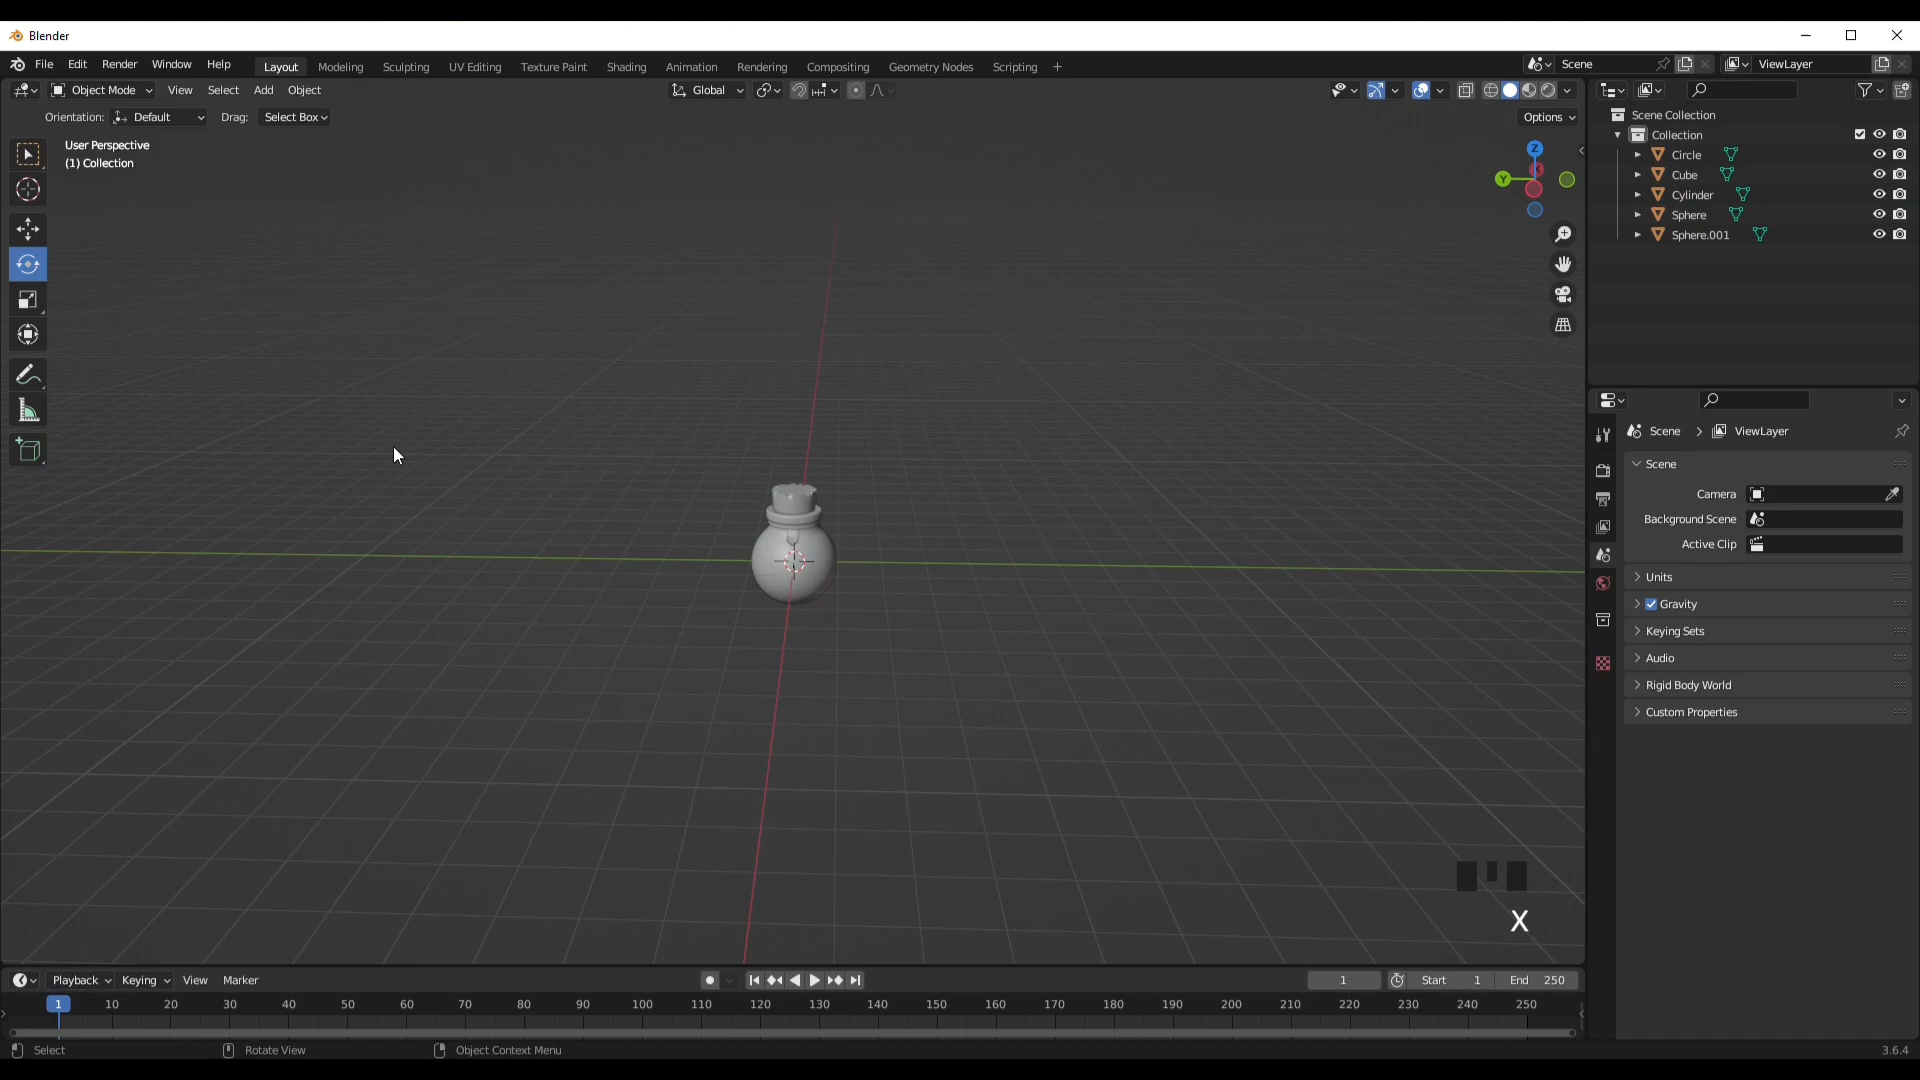 Blender
File Edit Render Window Help Layout Modeling Sculpting UV Editing Texture Paint Shading Animation Rendering Compositing Geometry Nodes Scripting + Scene ViewLayer
Object Mode View Select Add Object Global
Orientation: Default Drag: Select Box Options
User Perspective
(1) Collection
Z
X
Y
Scene Collection
Collection
Circle
Cube
Cylinder
Sphere
Sphere.001
Scene > ViewLayer
Scene
Camera
Background Scene
Active Clip
Units
Gravity
Keying Sets
Audio
Rigid Body World
Custom Properties
X
Playback Keying View Marker 1 Start 1 End 250
1 10 20 30 40 50 60 70 80 90 100 110 120 130 140 150 160 170 180 190 200 210 220 230 240 250
Select Rotate View Object Context Menu 3.6.4